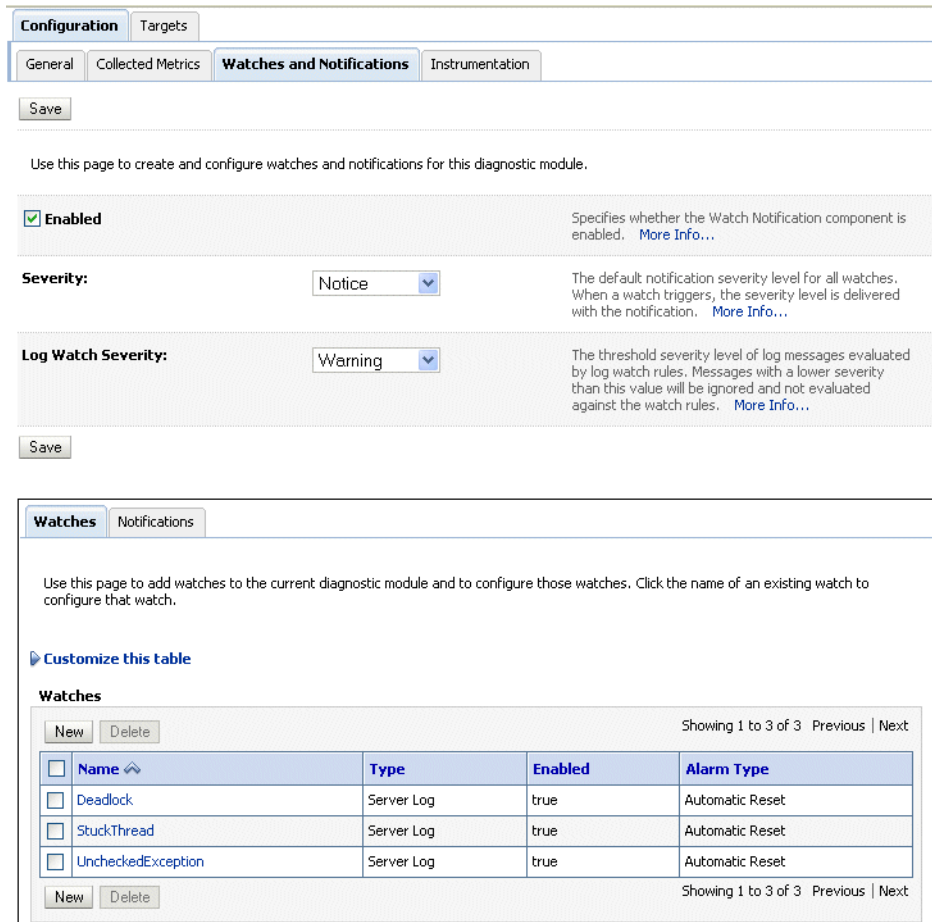 Configuration Targets
General Collected Metrics Watches and Notifications Instrumentation
Save
Use this page to create and configure watches and notifications for this diagnostic module.
Enabled
Specifies whether the Watch Notification component is
enabled. More Info...
Severity:
Notice
The default notification severity level for all watches.
When a watch triggers, the severity level is delivered
with the notification. More Info...
Log Watch Severity:
Warning
The threshold severity level of log messages evaluated
by log watch rules. Messages with a lower severity
than this value will be ignored and not evaluated
against the watch rules. More Info...
Save
Watches Notifications
Use this page to add watches to the current diagnostic module and to configure those watches. Click the name of an existing watch to
configure that watch.
Customize this table
Watches
New Delete Showing 1 to 3 of 3 Previous | Next
Name Type Enabled Alarm Type
Deadlock Server Log true Automatic Reset
StuckThread Server Log true Automatic Reset
UncheckedException Server Log true Automatic Reset
New Delete Showing 1 to 3 of 3 Previous | Next